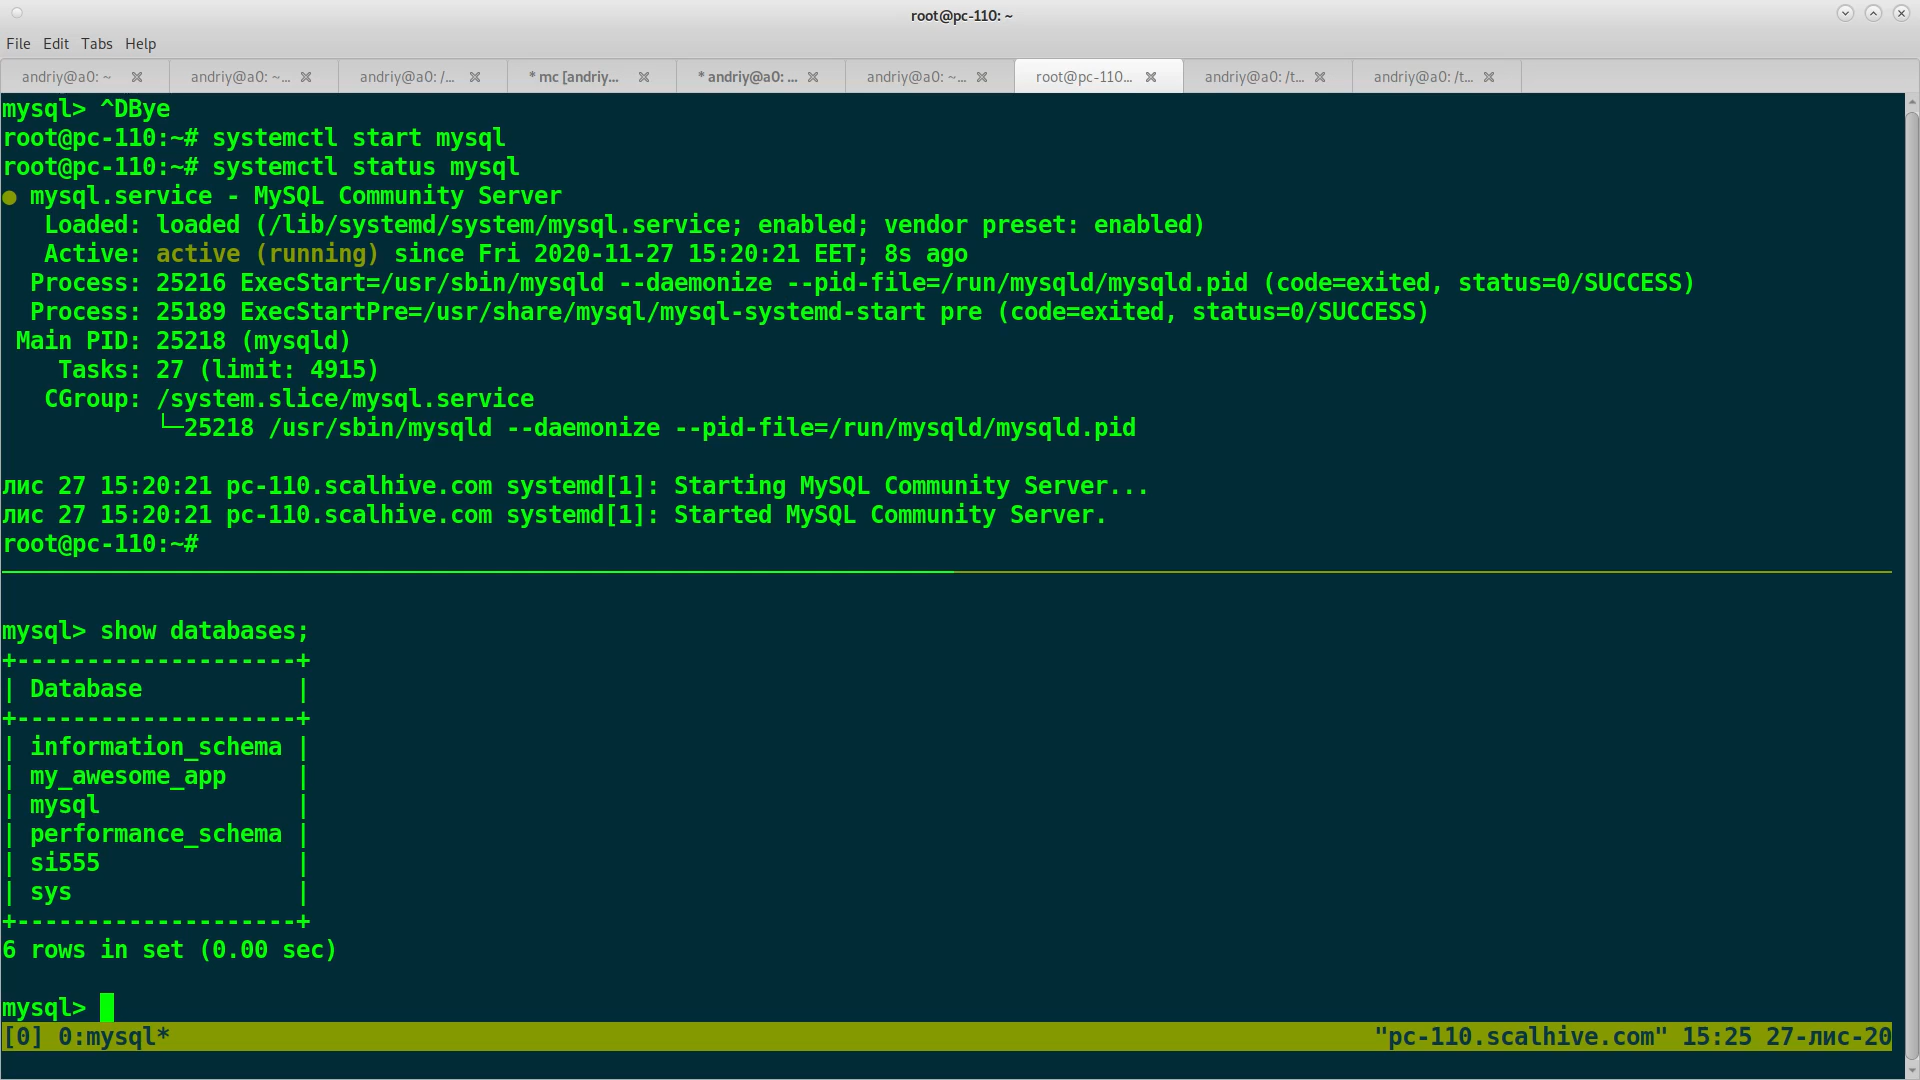 root@pc-110: ~
File Edit Tabs Help
andriy@a0: ~ andriy@a0: ~... andriy@a0: /... * mc [andriy... * andriy@a0: ... andriy@a0: ~... root@pc-110... andriy@a0: /t... andriy@a0: /t...
mysql> ^DBye
root@pc-110:~# systemctl start mysql
root@pc-110:~# systemctl status mysql
● mysql.service - MySQL Community Server
   Loaded: loaded (/lib/systemd/system/mysql.service; enabled; vendor preset: enabled)
   Active: active (running) since Fri 2020-11-27 15:20:21 EET; 8s ago
  Process: 25216 ExecStart=/usr/sbin/mysqld --daemonize --pid-file=/run/mysqld/mysqld.pid (code=exited, status=0/SUCCESS)
  Process: 25189 ExecStartPre=/usr/share/mysql/mysql-systemd-start pre (code=exited, status=0/SUCCESS)
 Main PID: 25218 (mysqld)
    Tasks: 27 (limit: 4915)
   CGroup: /system.slice/mysql.service
           └─25218 /usr/sbin/mysqld --daemonize --pid-file=/run/mysqld/mysqld.pid
лис 27 15:20:21 pc-110.scalhive.com systemd[1]: Starting MySQL Community Server...
лис 27 15:20:21 pc-110.scalhive.com systemd[1]: Started MySQL Community Server.
root@pc-110:~#
mysql> show databases;
+--------------------+
| Database           |
+--------------------+
| information_schema |
| my_awesome_app     |
| mysql              |
| performance_schema |
| si555              |
| sys                |
+--------------------+
6 rows in set (0.00 sec)
mysql>
[0] 0:mysql* "pc-110.scalhive.com" 15:25 27-лис-20